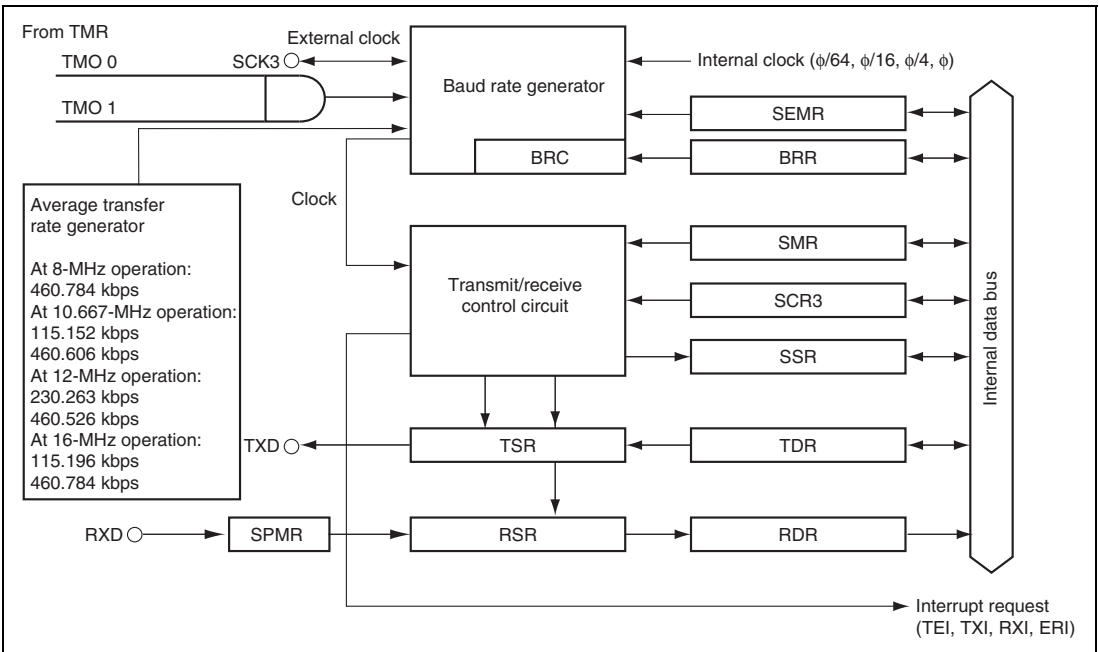 From TMR
TMO 0
SCK3
External clock
TMO 1
Baud rate generator
BRC
Internal clock (ϕ/64, ϕ/16, ϕ/4, ϕ)
SEMR
BRR
Clock
Average transfer
rate generator
At 8-MHz operation:
460.784 kbps
At 10.667-MHz operation:
115.152 kbps
460.606 kbps
At 12-MHz operation:
230.263 kbps
460.526 kbps
At 16-MHz operation:
115.196 kbps
460.784 kbps
Transmit/receive
control circuit
SMR
SCR3
SSR
Internal data bus
TXD
TSR
TDR
RXD
SPMR
RSR
RDR
Interrupt request
(TEI, TXI, RXI, ERI)